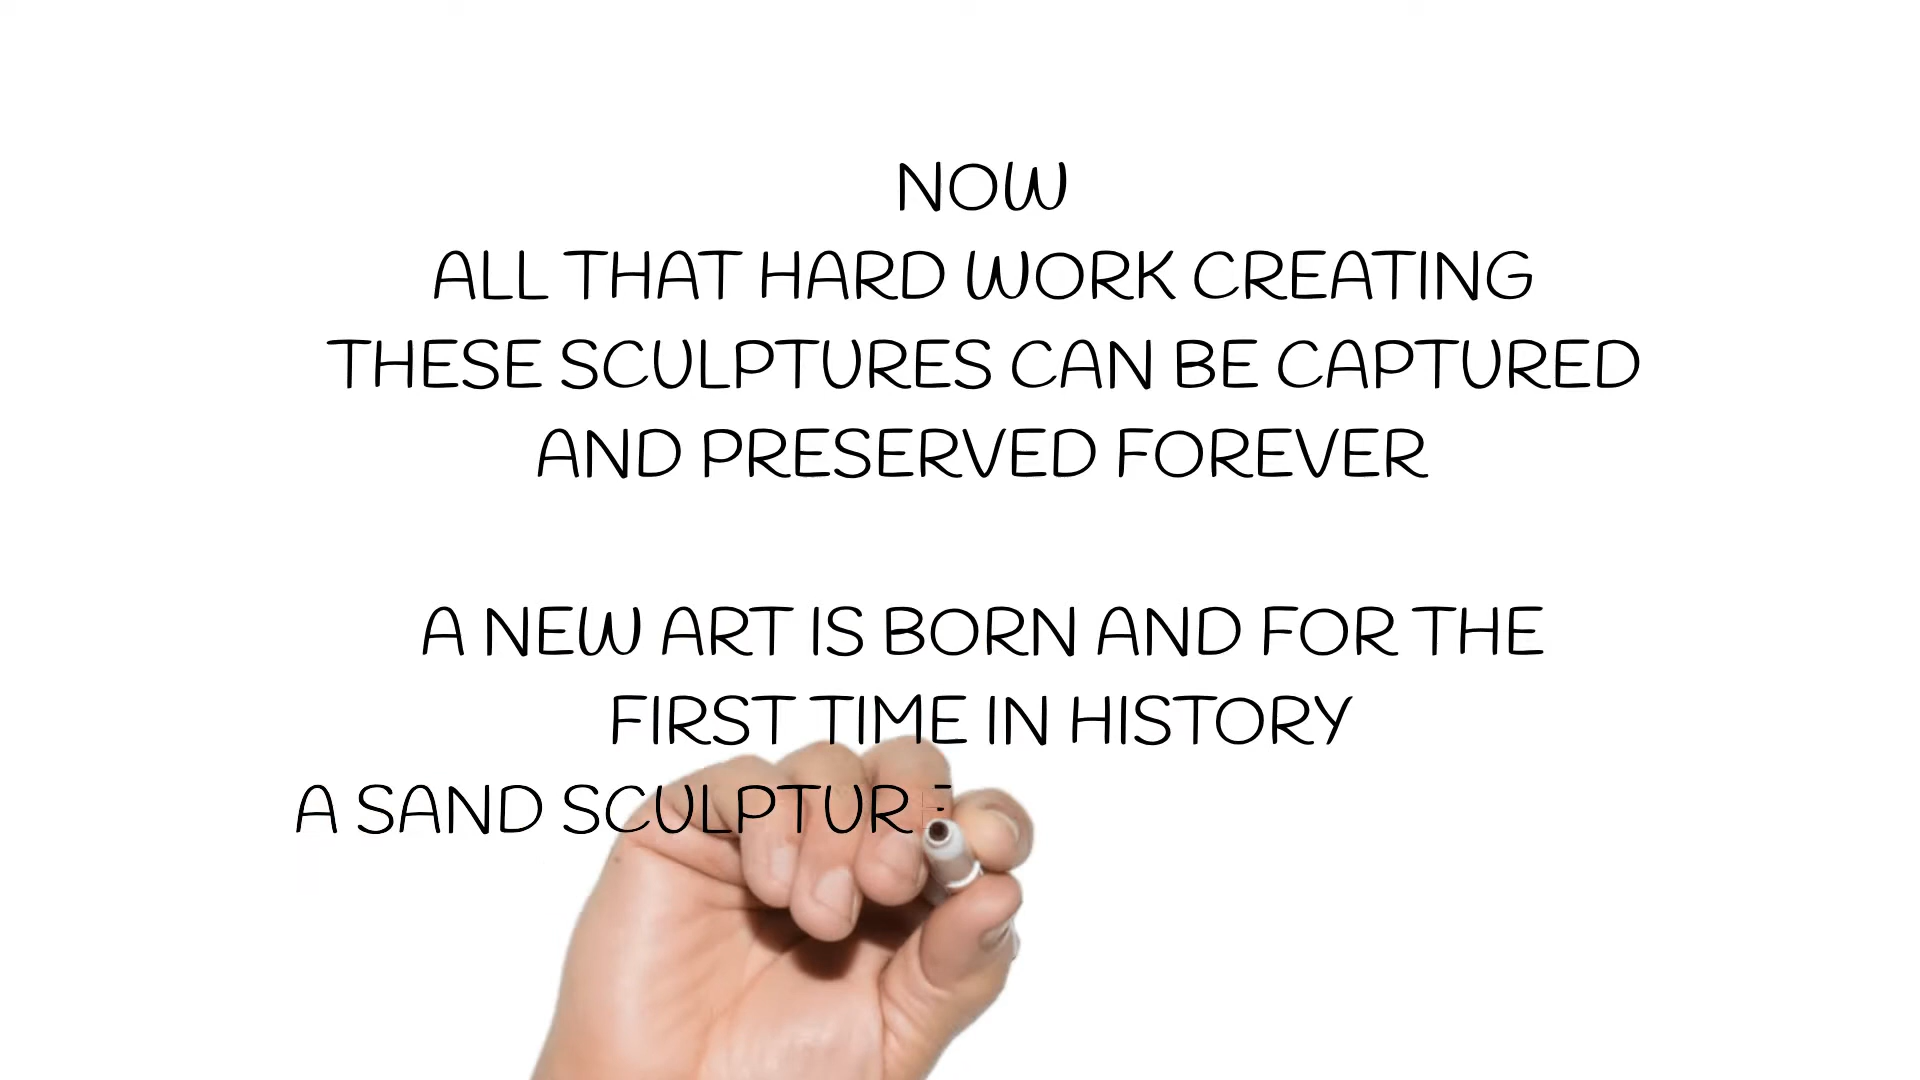 NOW
ALL THAT HARD WORK CREATING
THESE SCULPTURES CAN BE CAPTURED
AND PRESERVED FOREVER
A NEW ART IS BORN AND FOR THE
FIRST TIME IN HISTORY
A SAND SCULPTURE